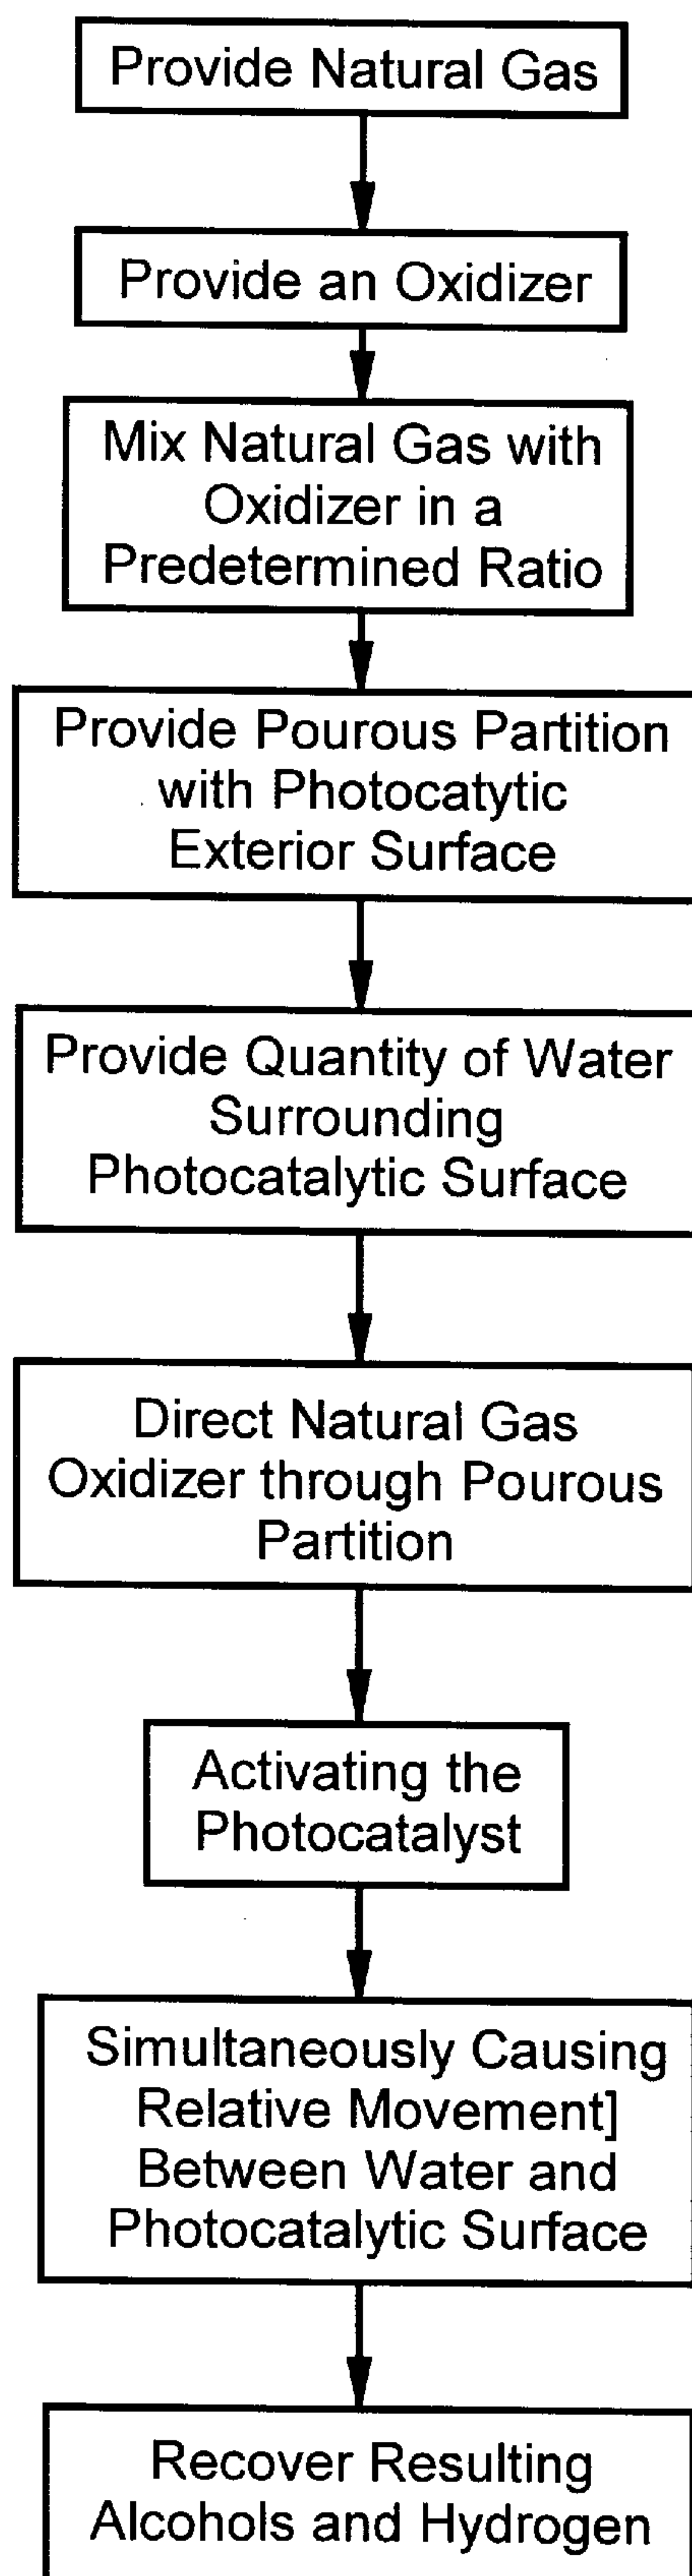 Provide Natural Gas
Provide an Oxidizer
Mix Natural Gas with
Oxidizer in a
Predetermined Ratio
Provide Pourous Partition
with Photocatytic
Exterior Surface
Provide Quantity of Water
Surrounding
Photocatalytic Surface
Direct Natural Gas
Oxidizer through Pourous
Partition
Activating the
Photocatalyst
Simultaneously Causing
Relative Movement]
Between Water and
Photocatalytic Surface
Recover Resulting
Alcohols and Hydrogen